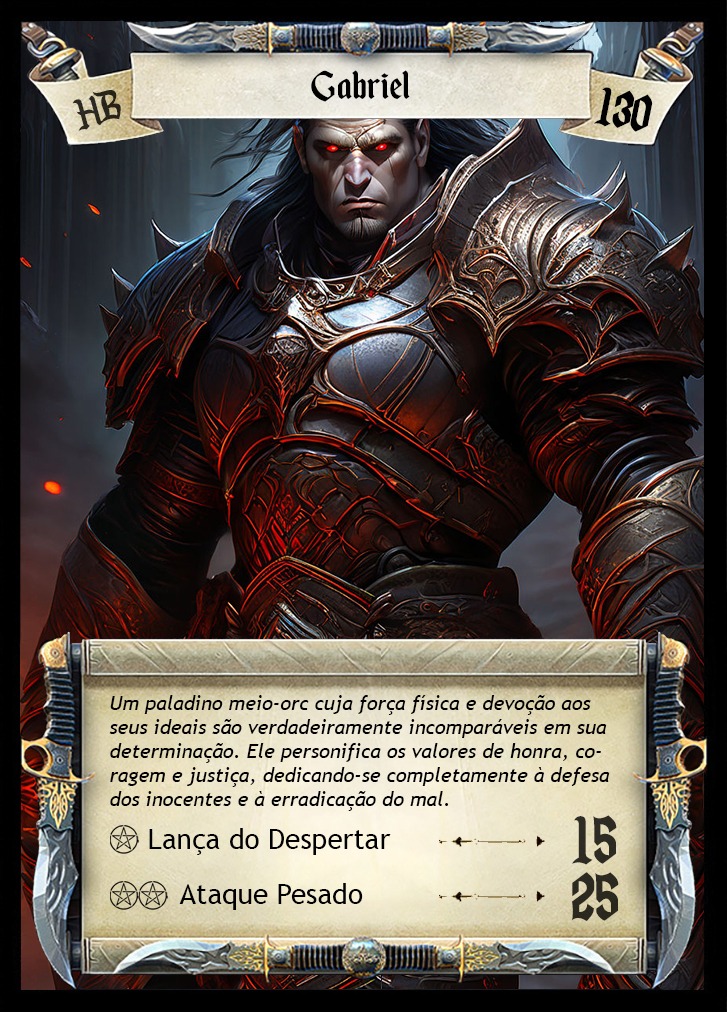 Gabriel
HB
130
Um paladino meio-orc cuja força física e devoção aos
seus ideais são verdadeiramente incomparáveis em sua
determinação. Ele personifica os valores de honra, co-
ragem e justiça, dedicando-se completamente à defesa
dos inocentes e à erradicação do mal.
Lança do Despertar 15
Ataque Pesado 25